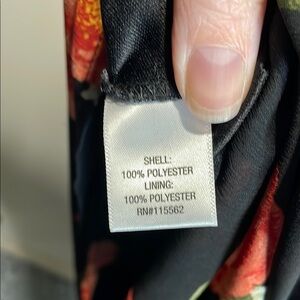 SHELL:
100% POLYESTER
LINING:
100% POLYESTER
RN#115562